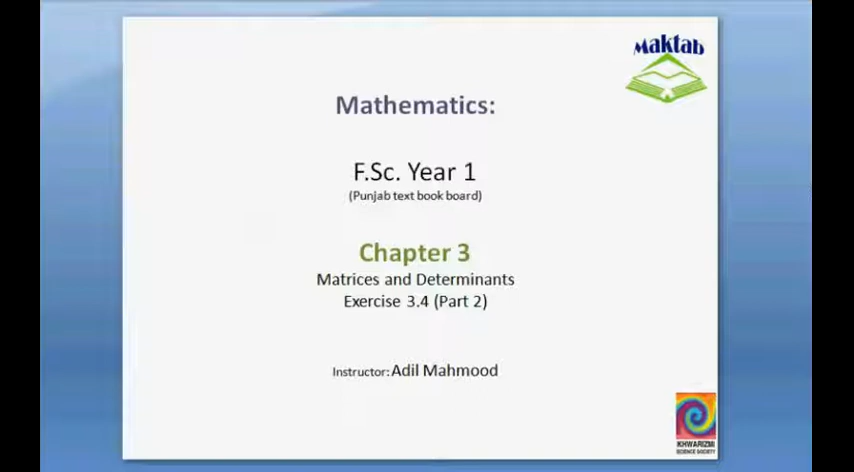 Maktab
Mathematics:
F.Sc. Year 1
(Punjab text book board)
Chapter 3
Matrices and Determinants
Exercise 3.4 (Part 2)
Instructor: Adil Mahmood
KHWARIZMI
SCIENCE SOCIETY